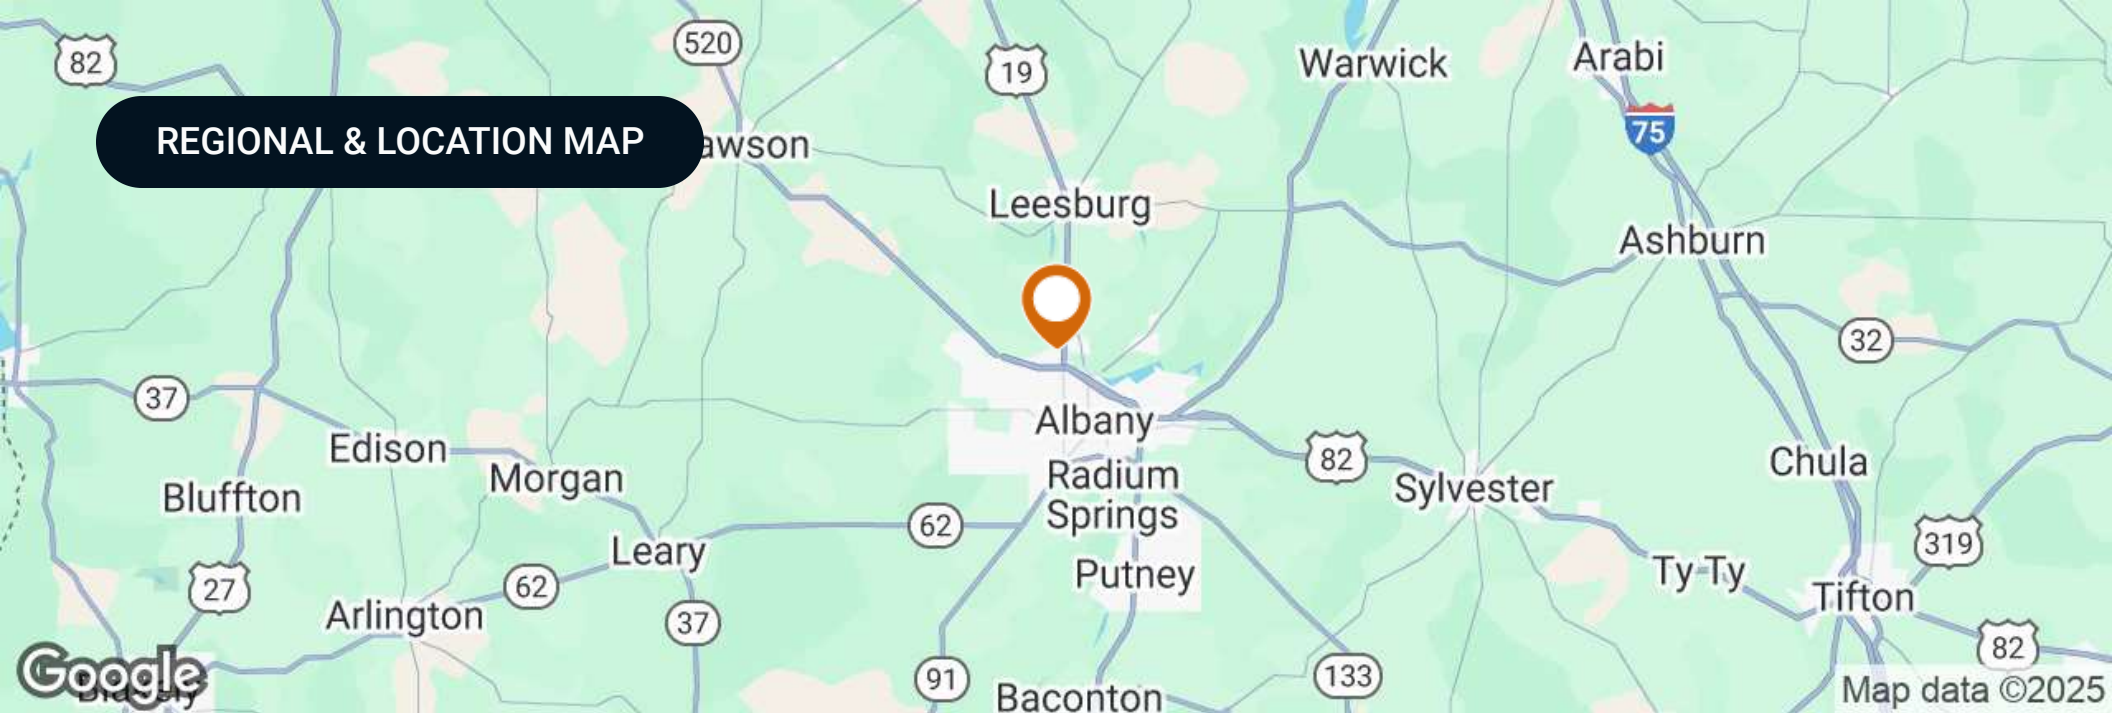 520
82
19
Warwick
Arabi
75
REGIONAL & LOCATION MAP
awson
Leesburg
Ashburn
32
37
Albany
Edison
82
Chula
Morgan
Radium
Springs
Sylvester
Bluffton
62
319
Leary
Ty Ty
Putney
27
62
Tifton
Arlington
37
82
Google
91
133
Baconton
Map data ©2025